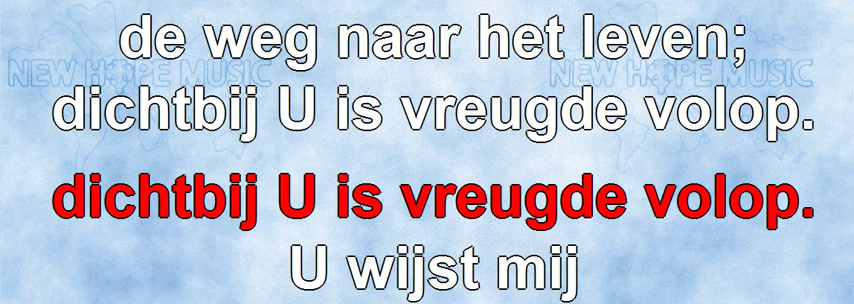 de weg naar het leven;
NEW HOPE MUSIC NEW HOPE MUSIC
dichtbij U is vreugde volop.
dichtbij U is vreugde volop.
U wijst mij